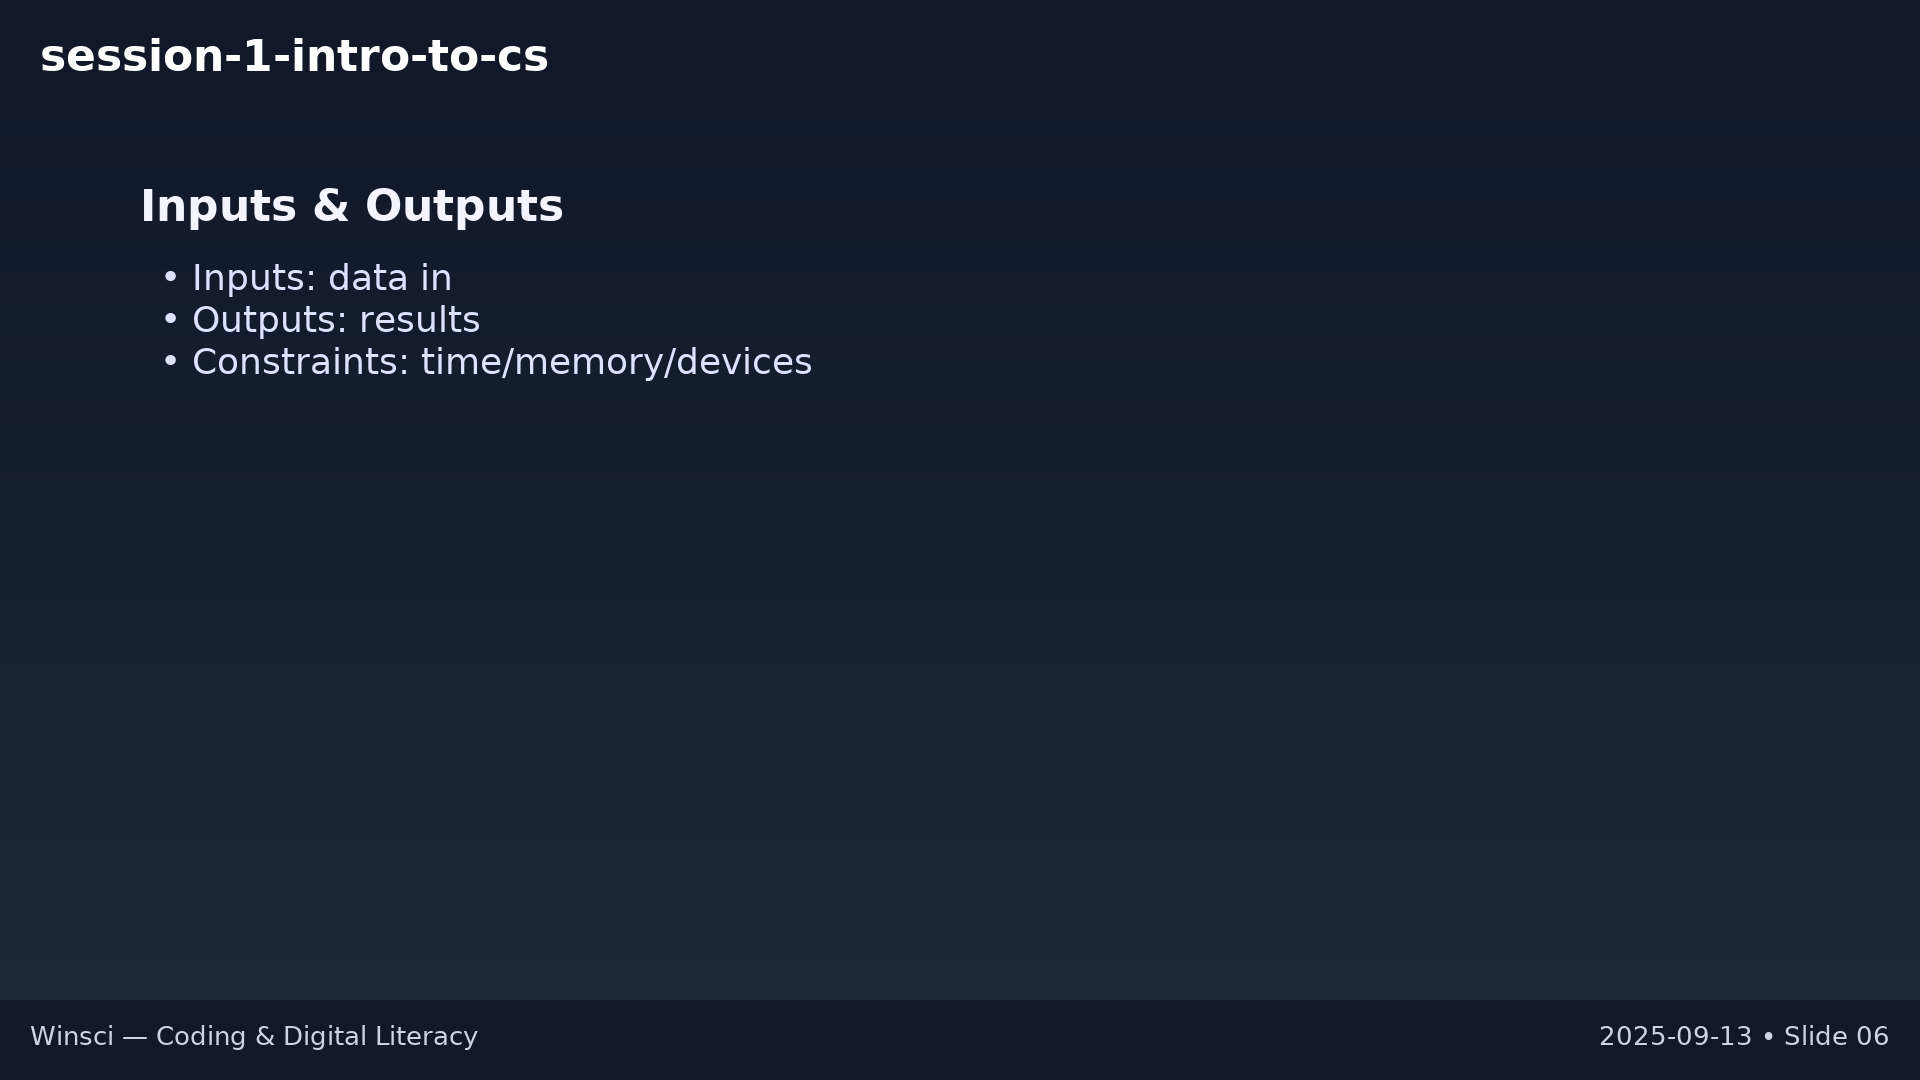 session-1-intro-to-cs
Inputs & Outputs
• Inputs: data in
• Outputs: results
• Constraints: time/memory/devices
Winsci — Coding & Digital Literacy
2025-09-13 • Slide 06